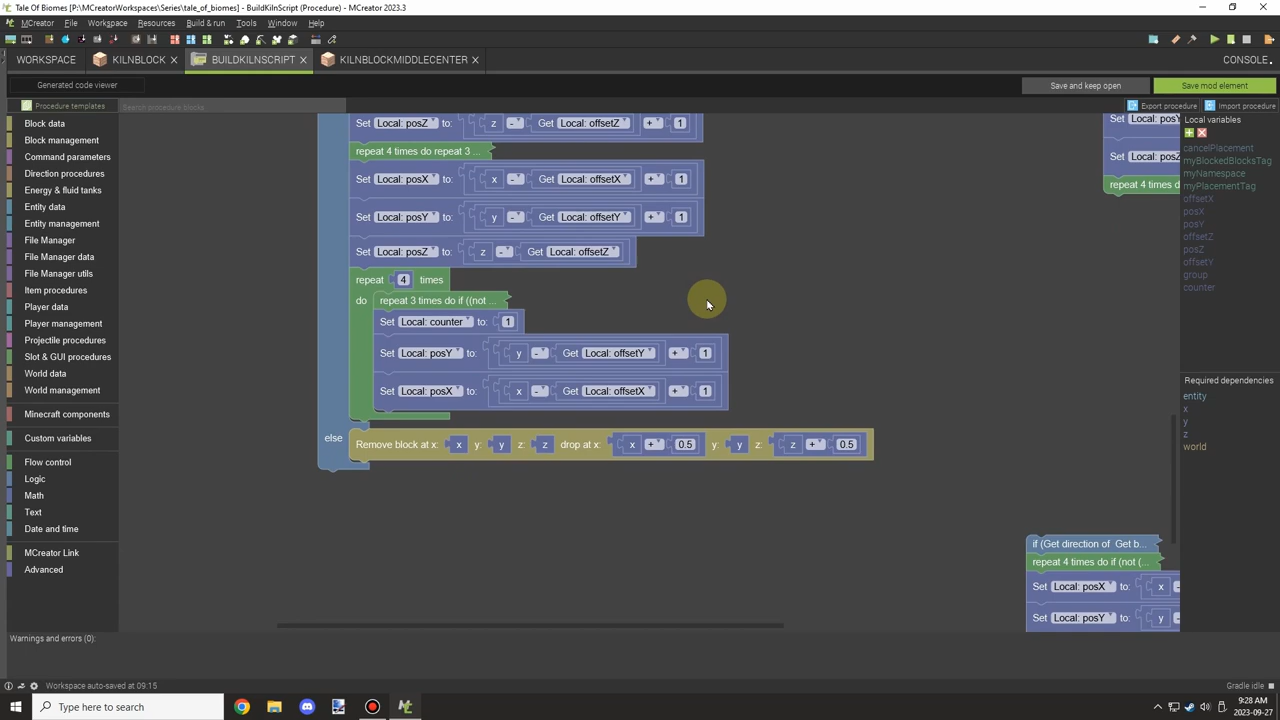 Tale Of Biomes [P:\MCreatorWorkspaces\Series\tale_of_biomes] - BuildKilnScript (Procedure) - MCreator 2023.3
MCreator File Workspace Resources Build & run Tools Window Help
WORKSPACE KILNBLOCK BUILDKILNSCRIPT KILNBLOCKMIDDLECENTER CONSOLE
Generated code viewer Save and keep open Save mod element
Procedure templates Search procedure blocks Export procedure Import procedure
Block data
Block management
Command parameters
Direction procedures
Energy & fluid tanks
Entity data
Entity management
File Manager
File Manager data
File Manager utils
Item procedures
Player data
Player management
Projectile procedures
Slot & GUI procedures
World data
World management
Minecraft components
Custom variables
Flow control
Logic
Math
Text
Date and time
MCreator Link
Advanced
Set Local: posZ to: z - Get Local: offsetZ + 1
repeat 4 times do repeat 3 ...
Set Local: posX to: x - Get Local: offsetX + 1
Set Local: posY to: y - Get Local: offsetY + 1
Set Local: posZ to: z - Get Local: offsetZ
repeat 4 times
do repeat 3 times do if ((not ...
Set Local: counter to: 1
Set Local: posY to: y - Get Local: offsetY + 1
Set Local: posX to: x - Get Local: offsetX + 1
else Remove block at x: x y: y z: z drop at x: x + 0.5 y: y z: z + 0.5
Set Local: posY
Set Local: posZ
repeat 4 times d
if (Get direction of Get b...
repeat 4 times do if (not (...
Set Local: posX to: x -
Set Local: posY to: y -
Local variables
cancelPlacement
myBlockedBlocksTag
myNamespace
myPlacementTag
offsetX
posX
posY
offsetZ
posZ
offsetY
group
counter
Required dependencies
entity
x
y
z
world
Warnings and errors (0):
Workspace auto-saved at 09:15 Gradle idle
Type here to search
9:28 AM
2023-09-27